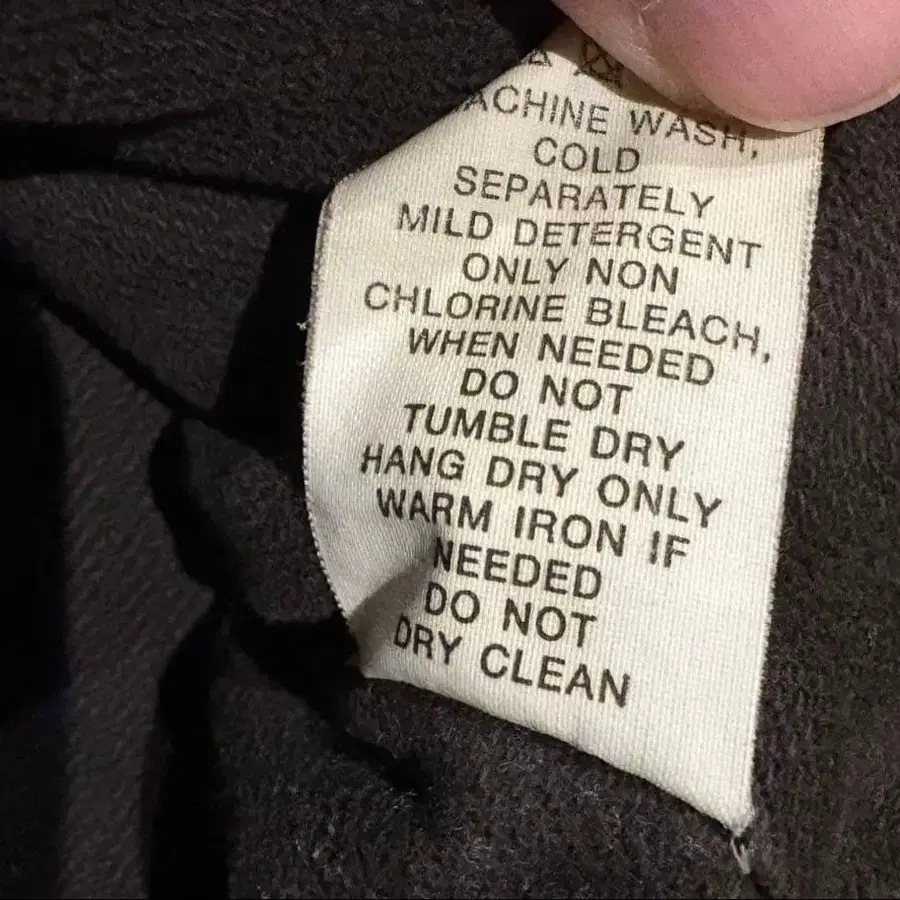 MACHINE WASH,
COLD
SEPARATELY
MILD DETERGENT
ONLY NON
CHLORINE BLEACH,
WHEN NEEDED
DO NOT
TUMBLE DRY
HANG DRY ONLY
WARM IRON IF
NEEDED
DO NOT
DRY CLEAN